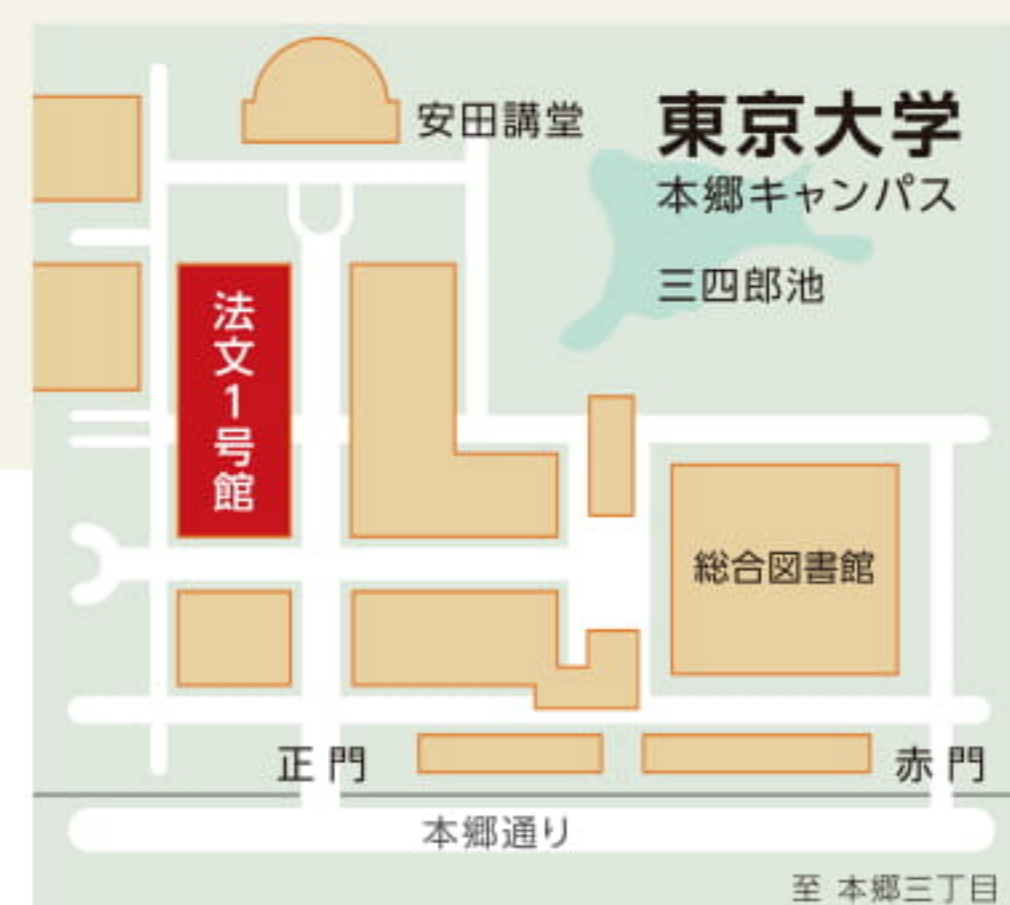 安田講堂
東京大学
本郷キャンパス
三四郎池
法文1号館
総合図書館
正門
赤門
本郷通り
至 本郷三丁目